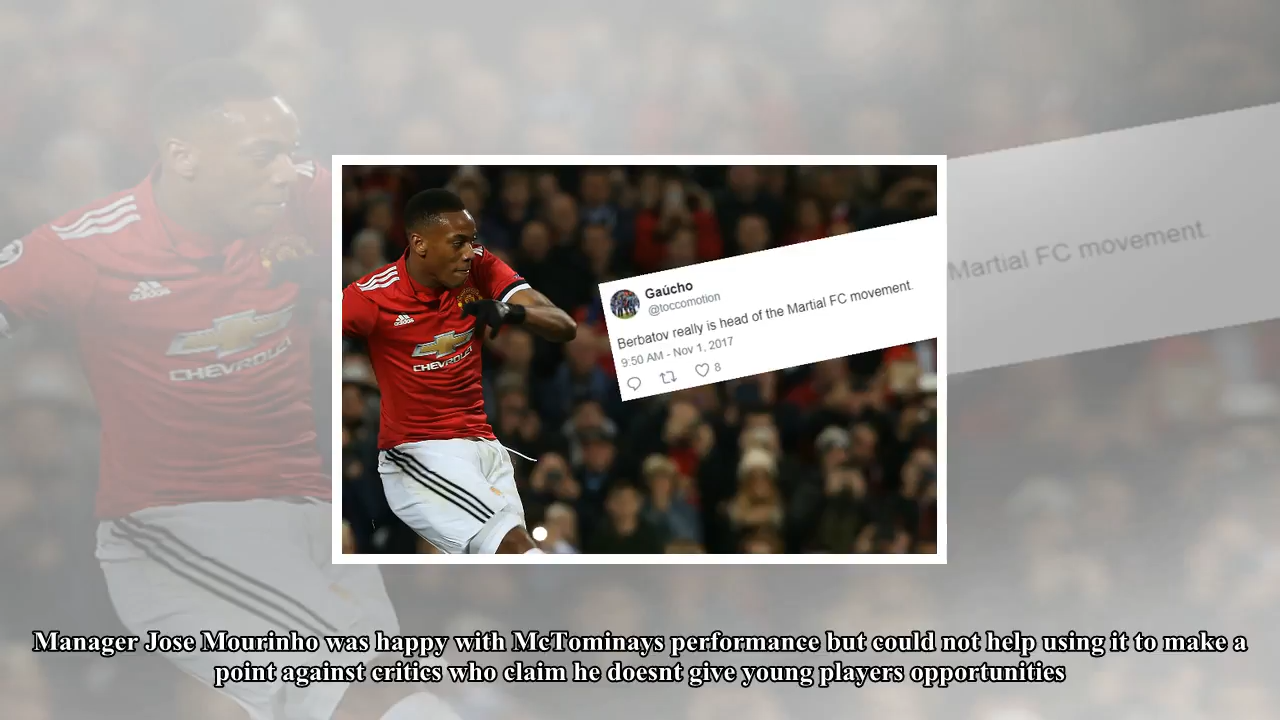 Gaúcho
@toccomotion
Berbatov really is head of the Martial FC movement.
9:50 AM - Nov 1, 2017
8
CHEVROLET
adidas
CHEVROLET
Martial FC movement.
Manager Jose Mourinho was happy with McTominays performance but could not help using it to make a
point against critics who claim he doesnt give young players opportunities